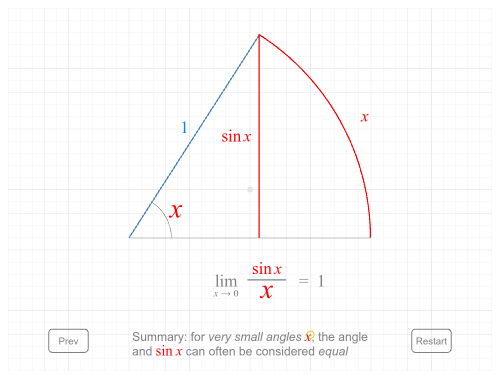 1
sin x
x
x
lim x → 0 sin x / x = 1
Summary: for very small angles x, the angle
and sin x can often be considered equal
Prev
Restart